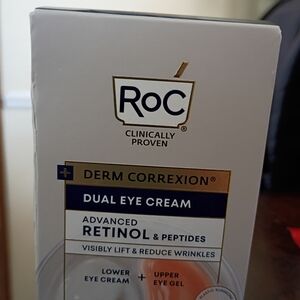 RoC®
CLINICALLY
PROVEN
+ DERM CORREXION®
DUAL EYE CREAM
ADVANCED
RETINOL & PEPTIDES
VISIBLY LIFT & REDUCE WRINKLES
LOWER + UPPER
EYE CREAM EYE GEL